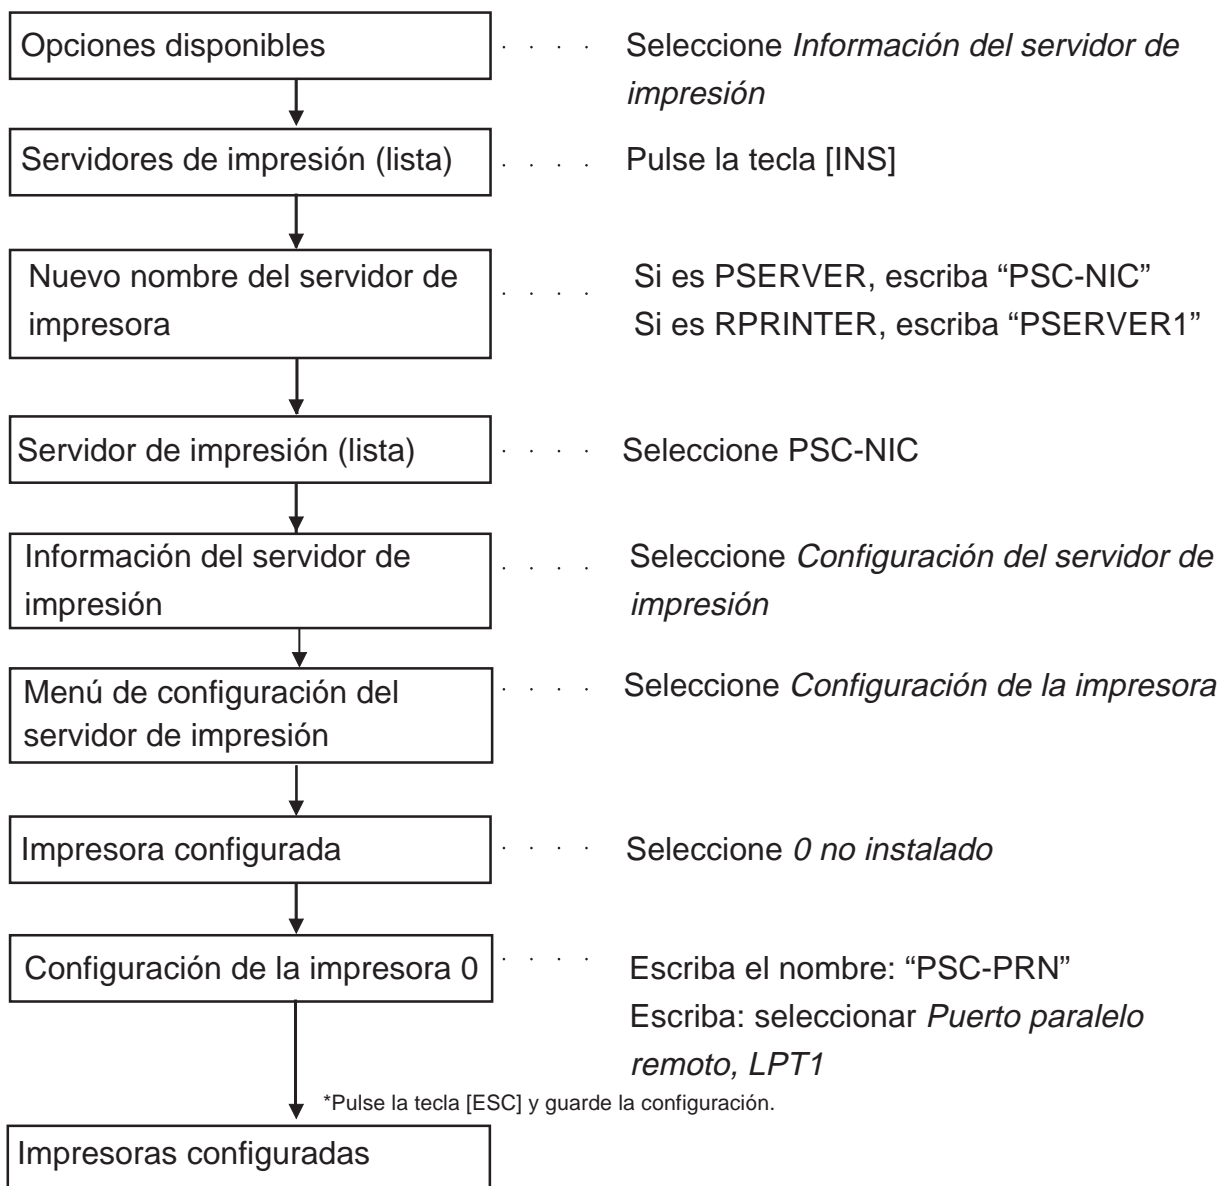 Opciones disponibles
Seleccione Información del servidor de
impresión
Servidores de impresión (lista)
Pulse la tecla [INS]
Nuevo nombre del servidor de
impresora
Si es PSERVER, escriba “PSC-NIC”
Si es RPRINTER, escriba “PSERVER1”
Servidor de impresión (lista)
Seleccione PSC-NIC
Información del servidor de
impresión
Seleccione Configuración del servidor de
impresión
Menú de configuración del
servidor de impresión
Seleccione Configuración de la impresora
Impresora configurada
Seleccione 0 no instalado
Configuración de la impresora 0
Escriba el nombre: “PSC-PRN”
Escriba: seleccionar Puerto paralelo
remoto, LPT1
*Pulse la tecla [ESC] y guarde la configuración.
Impresoras configuradas